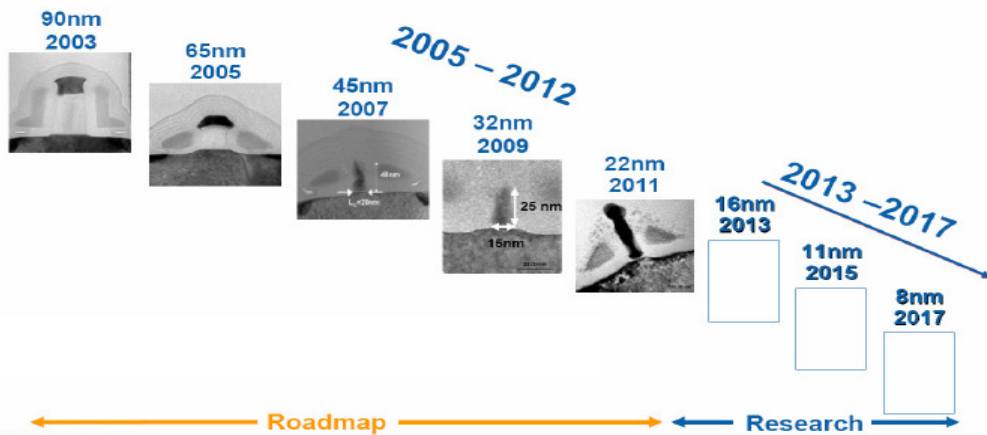 90nm
2003
65nm
2005
45nm
2007
2005 – 2012
32nm
2009
22nm
2011
2013 –2017
16nm
2013
11nm
2015
8nm
2017
25 nm
15nm
Roadmap
Research